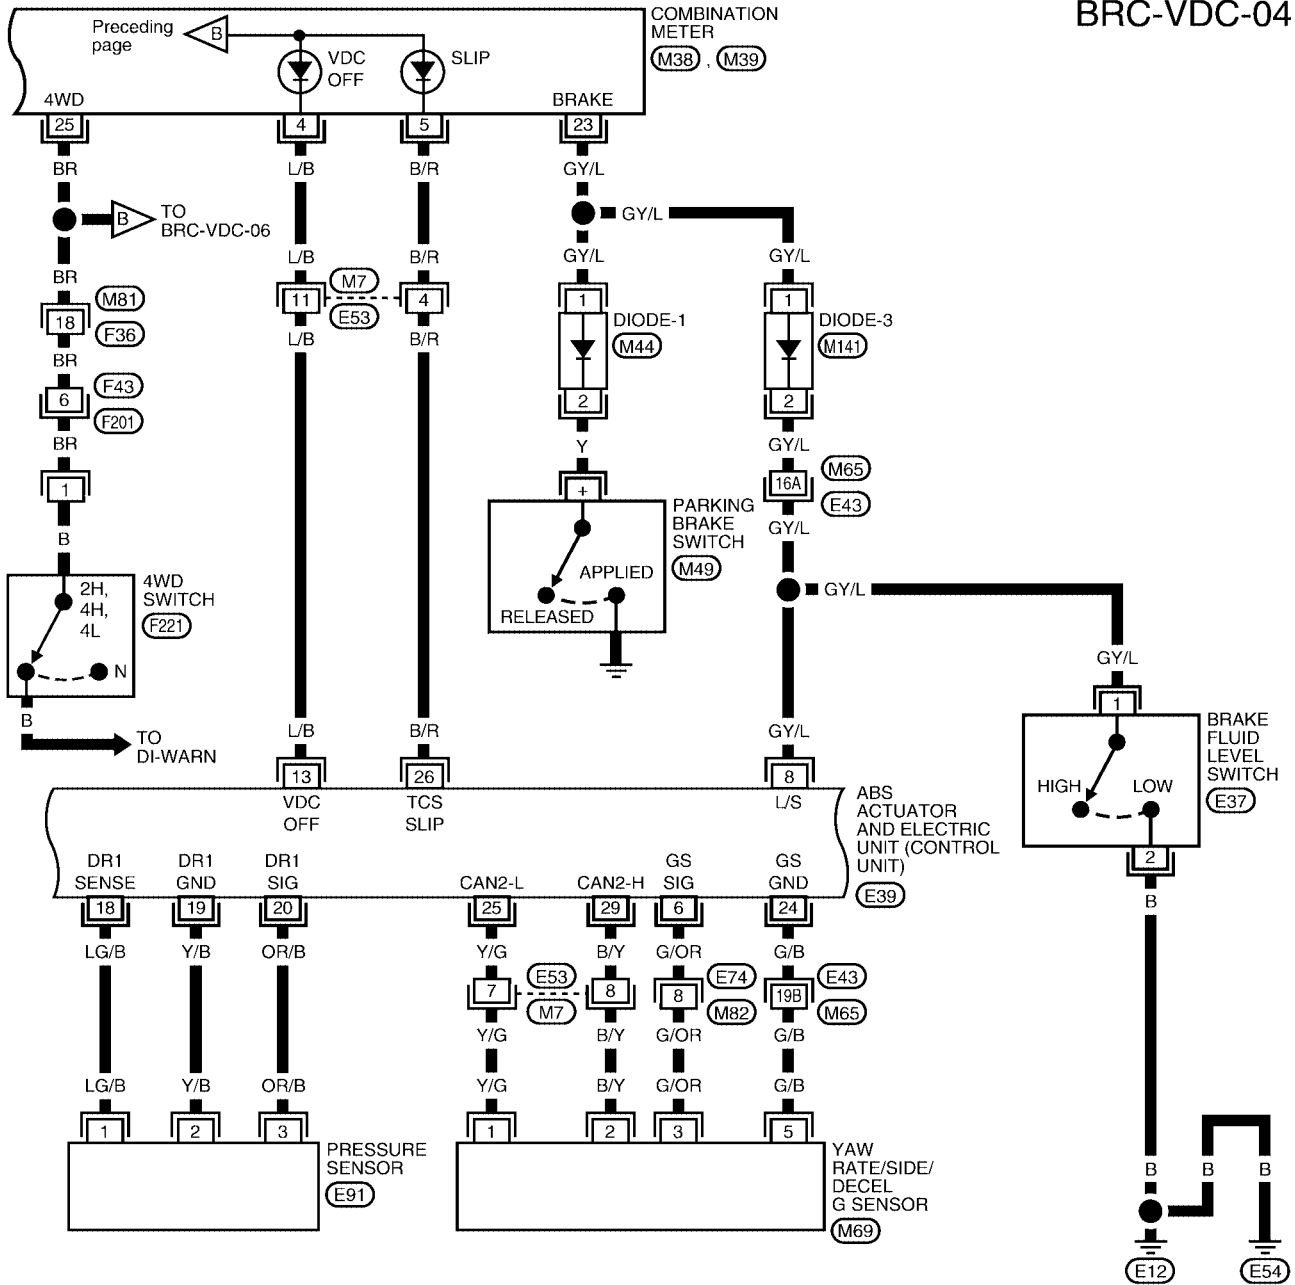 BRC-VDC-04
COMBINATION
METER
M38 , M39
Preceding
page
B
VDC
OFF
SLIP
4WD
BRAKE
25
4
5
23
BR
L/B
B/R
GY/L
B
TO
BRC-VDC-06
GY/L
BR
L/B
B/R
GY/L
GY/L
M81
18
F36
11
M7
E53
4
1
1
DIODE-1
M44
DIODE-3
M141
BR
L/B
B/R
6
F43
F201
2
2
BR
Y
GY/L
1
+
16A
M65
E43
B
PARKING
BRAKE
SWITCH
M49
GY/L
APPLIED
RELEASED
4WD
SWITCH
F221
2H,
4H,
4L
N
GY/L
GY/L
B
TO
DI-WARN
L/B
B/R
GY/L
1
BRAKE
FLUID
LEVEL
SWITCH
E37
HIGH
LOW
2
13
26
8
VDC
OFF
TCS
SLIP
L/S
ABS
ACTUATOR
AND ELECTRIC
UNIT (CONTROL
UNIT)
E39
DR1
SENSE
DR1
GND
DR1
SIG
CAN2-L
CAN2-H
GS
SIG
GS
GND
18
19
20
25
29
6
24
B
LG/B
Y/B
OR/B
Y/G
B/Y
G/OR
G/B
7
E53
M7
8
8
E74
M82
19B
E43
M65
Y/G
B/Y
G/OR
G/B
LG/B
Y/B
OR/B
Y/G
B/Y
G/OR
G/B
1
2
3
1
2
3
5
PRESSURE
SENSOR
E91
YAW
RATE/SIDE/
DECEL
G SENSOR
M69
B
B
B
E12
E54